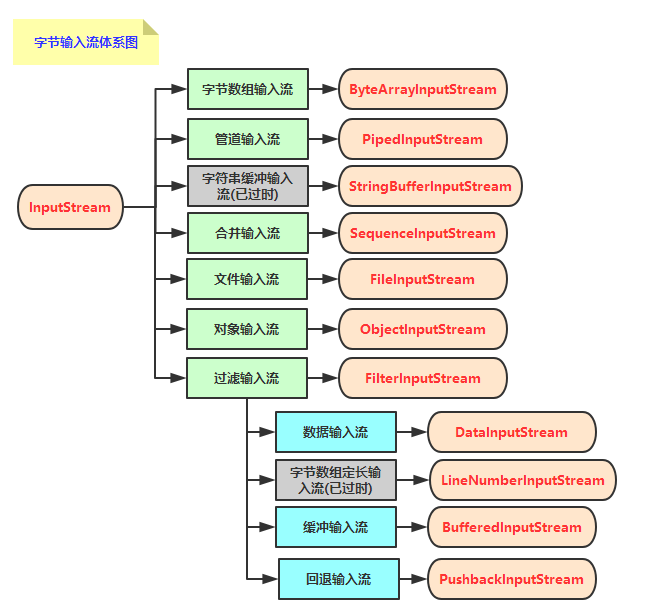 字节输入流体系图
字节数组输入流
ByteArrayInputStream
管道输入流
PipedInputStream
字符串缓冲输入
流(已过时)
StringBufferInputStream
InputStream
合并输入流
SequenceInputStream
文件输入流
FileInputStream
对象输入流
ObjectInputStream
过滤输入流
FilterInputStream
数据输入流
DataInputStream
字节数组定长输
入流(已过时)
LineNumberInputStream
缓冲输入流
BufferedInputStream
回退输入流
PushbackInputStream